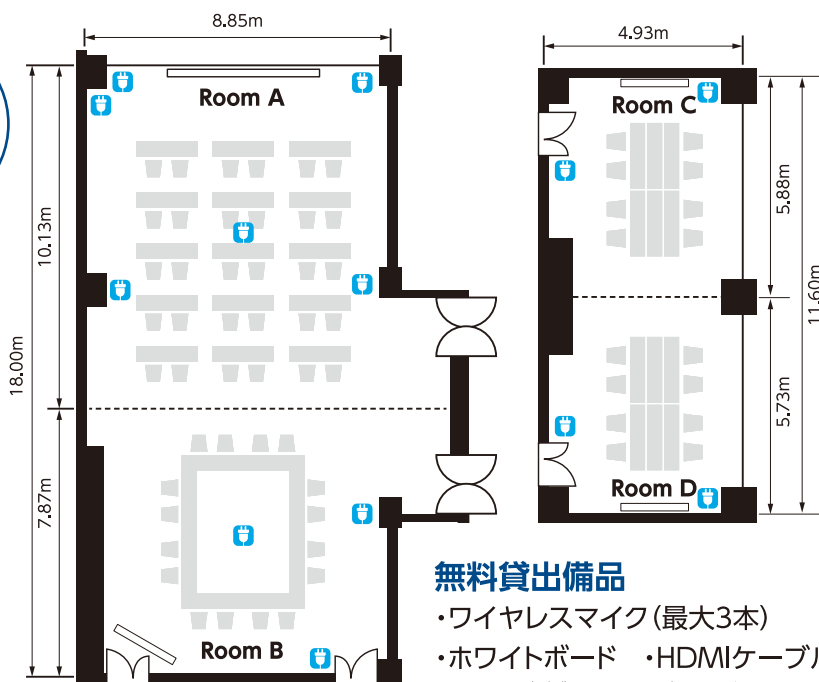 8.85m
4.93m
Room A
Room C
10.13m
5.88m
18.00m
11.60m
7.87m
5.73m
Room D
Room B
無料貸出備品
・ワイヤレスマイク(最大3本)
・ホワイトボード ・HDMIケーブル